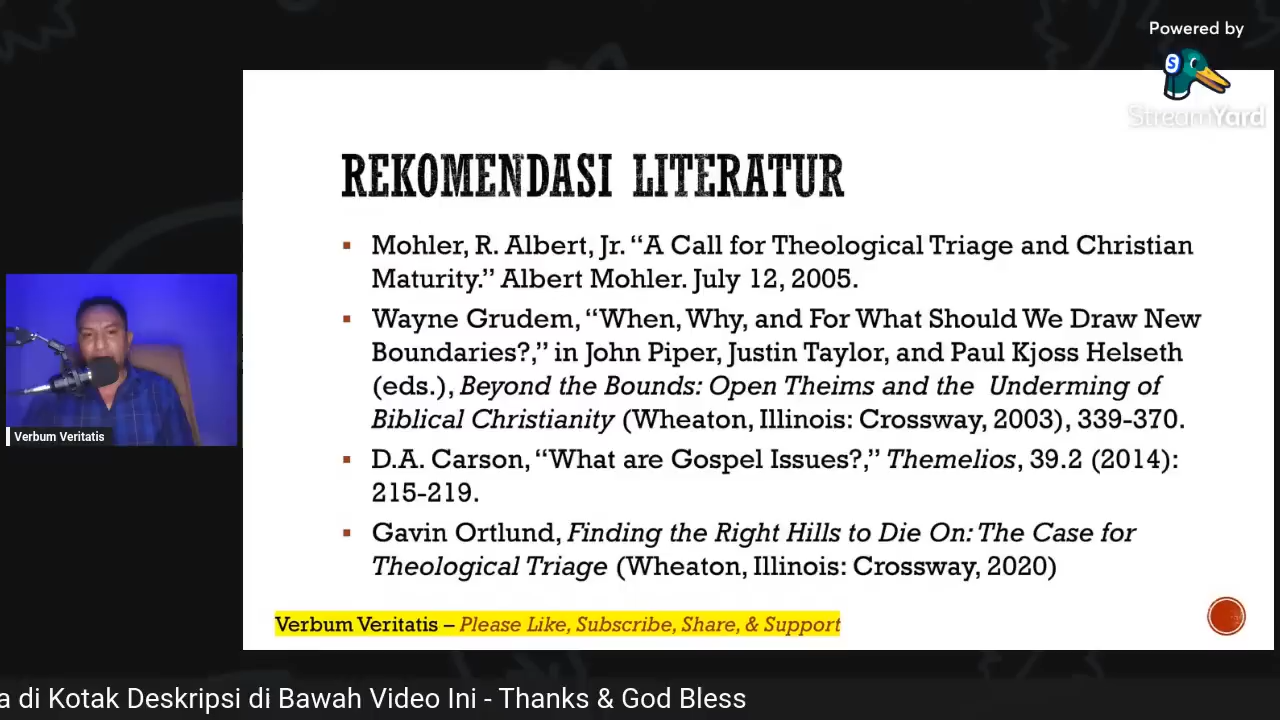 Powered by
S
StreamYard
REKOMENDASI LITERATUR
▪ Mohler, R. Albert, Jr. “A Call for Theological Triage and Christian
Maturity.” Albert Mohler. July 12, 2005.
▪ Wayne Grudem, “When, Why, and For What Should We Draw New
Boundaries?,” in John Piper, Justin Taylor, and Paul Kjoss Helseth
(eds.), Beyond the Bounds: Open Theims and the Underming of
Biblical Christianity (Wheaton, Illinois: Crossway, 2003), 339-370.
▪ D.A. Carson, “What are Gospel Issues?,” Themelios, 39.2 (2014):
215-219.
▪ Gavin Ortlund, Finding the Right Hills to Die On: The Case for
Theological Triage (Wheaton, Illinois: Crossway, 2020)
Verbum Veritatis
Verbum Veritatis – Please Like, Subscribe, Share, & Support
a di Kotak Deskripsi di Bawah Video Ini - Thanks & God Bless